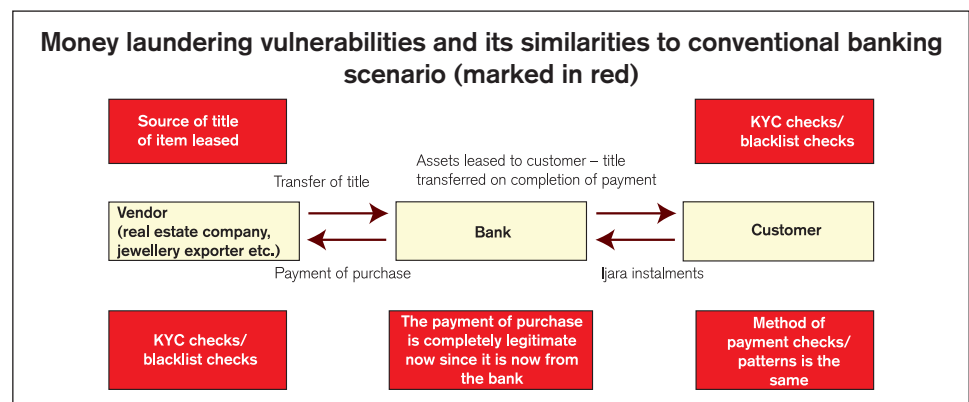 Money laundering vulnerabilities and its similarities to conventional banking
scenario (marked in red)
Source of title
of item leased
KYC checks/
blacklist checks
Assets leased to customer – title
transferred on completion of payment
Transfer of title
Vendor
(real estate company,
jewellery exporter etc.)
Bank
Customer
Payment of purchase
Ijara instalments
KYC checks/
blacklist checks
The payment of purchase
is completely legitimate
now since it is now from
the bank
Method of
payment checks/
patterns is the
same